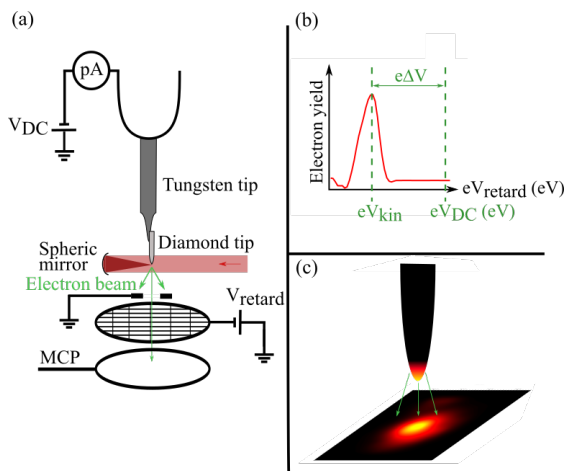 (a)
pA
V_DC
Tungsten tip
Diamond tip
Spheric
mirror
Electron beam
V_retard
MCP
(b)
Electron yield
eΔV
eV_retard (eV)
eV_kin
eV_DC (eV)
(c)